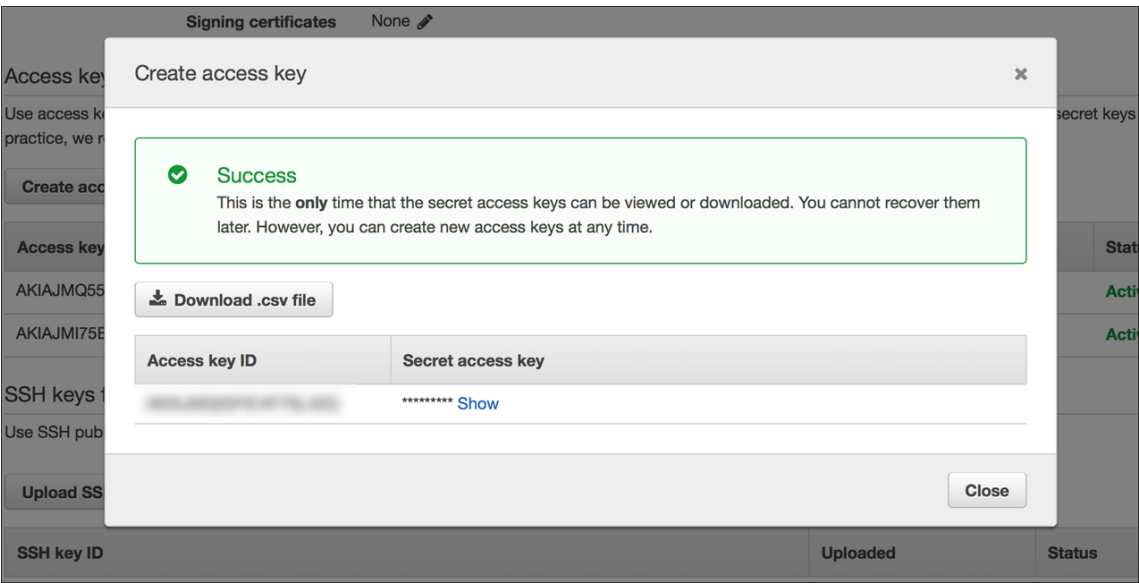 Signing certificates None
Create access key
Access key
Use access k
secret keys
practice, we r
Success
This is the only time that the secret access keys can be viewed or downloaded. You cannot recover them
later. However, you can create new access keys at any time.
Create acc
Access key
Stat
Download .csv file
AKIAJMQ55
Activ
AKIAJMI75E
Activ
Access key ID Secret access key
********* Show
SSH keys f
Use SSH pub
Upload SS
Close
SSH key ID Uploaded Status